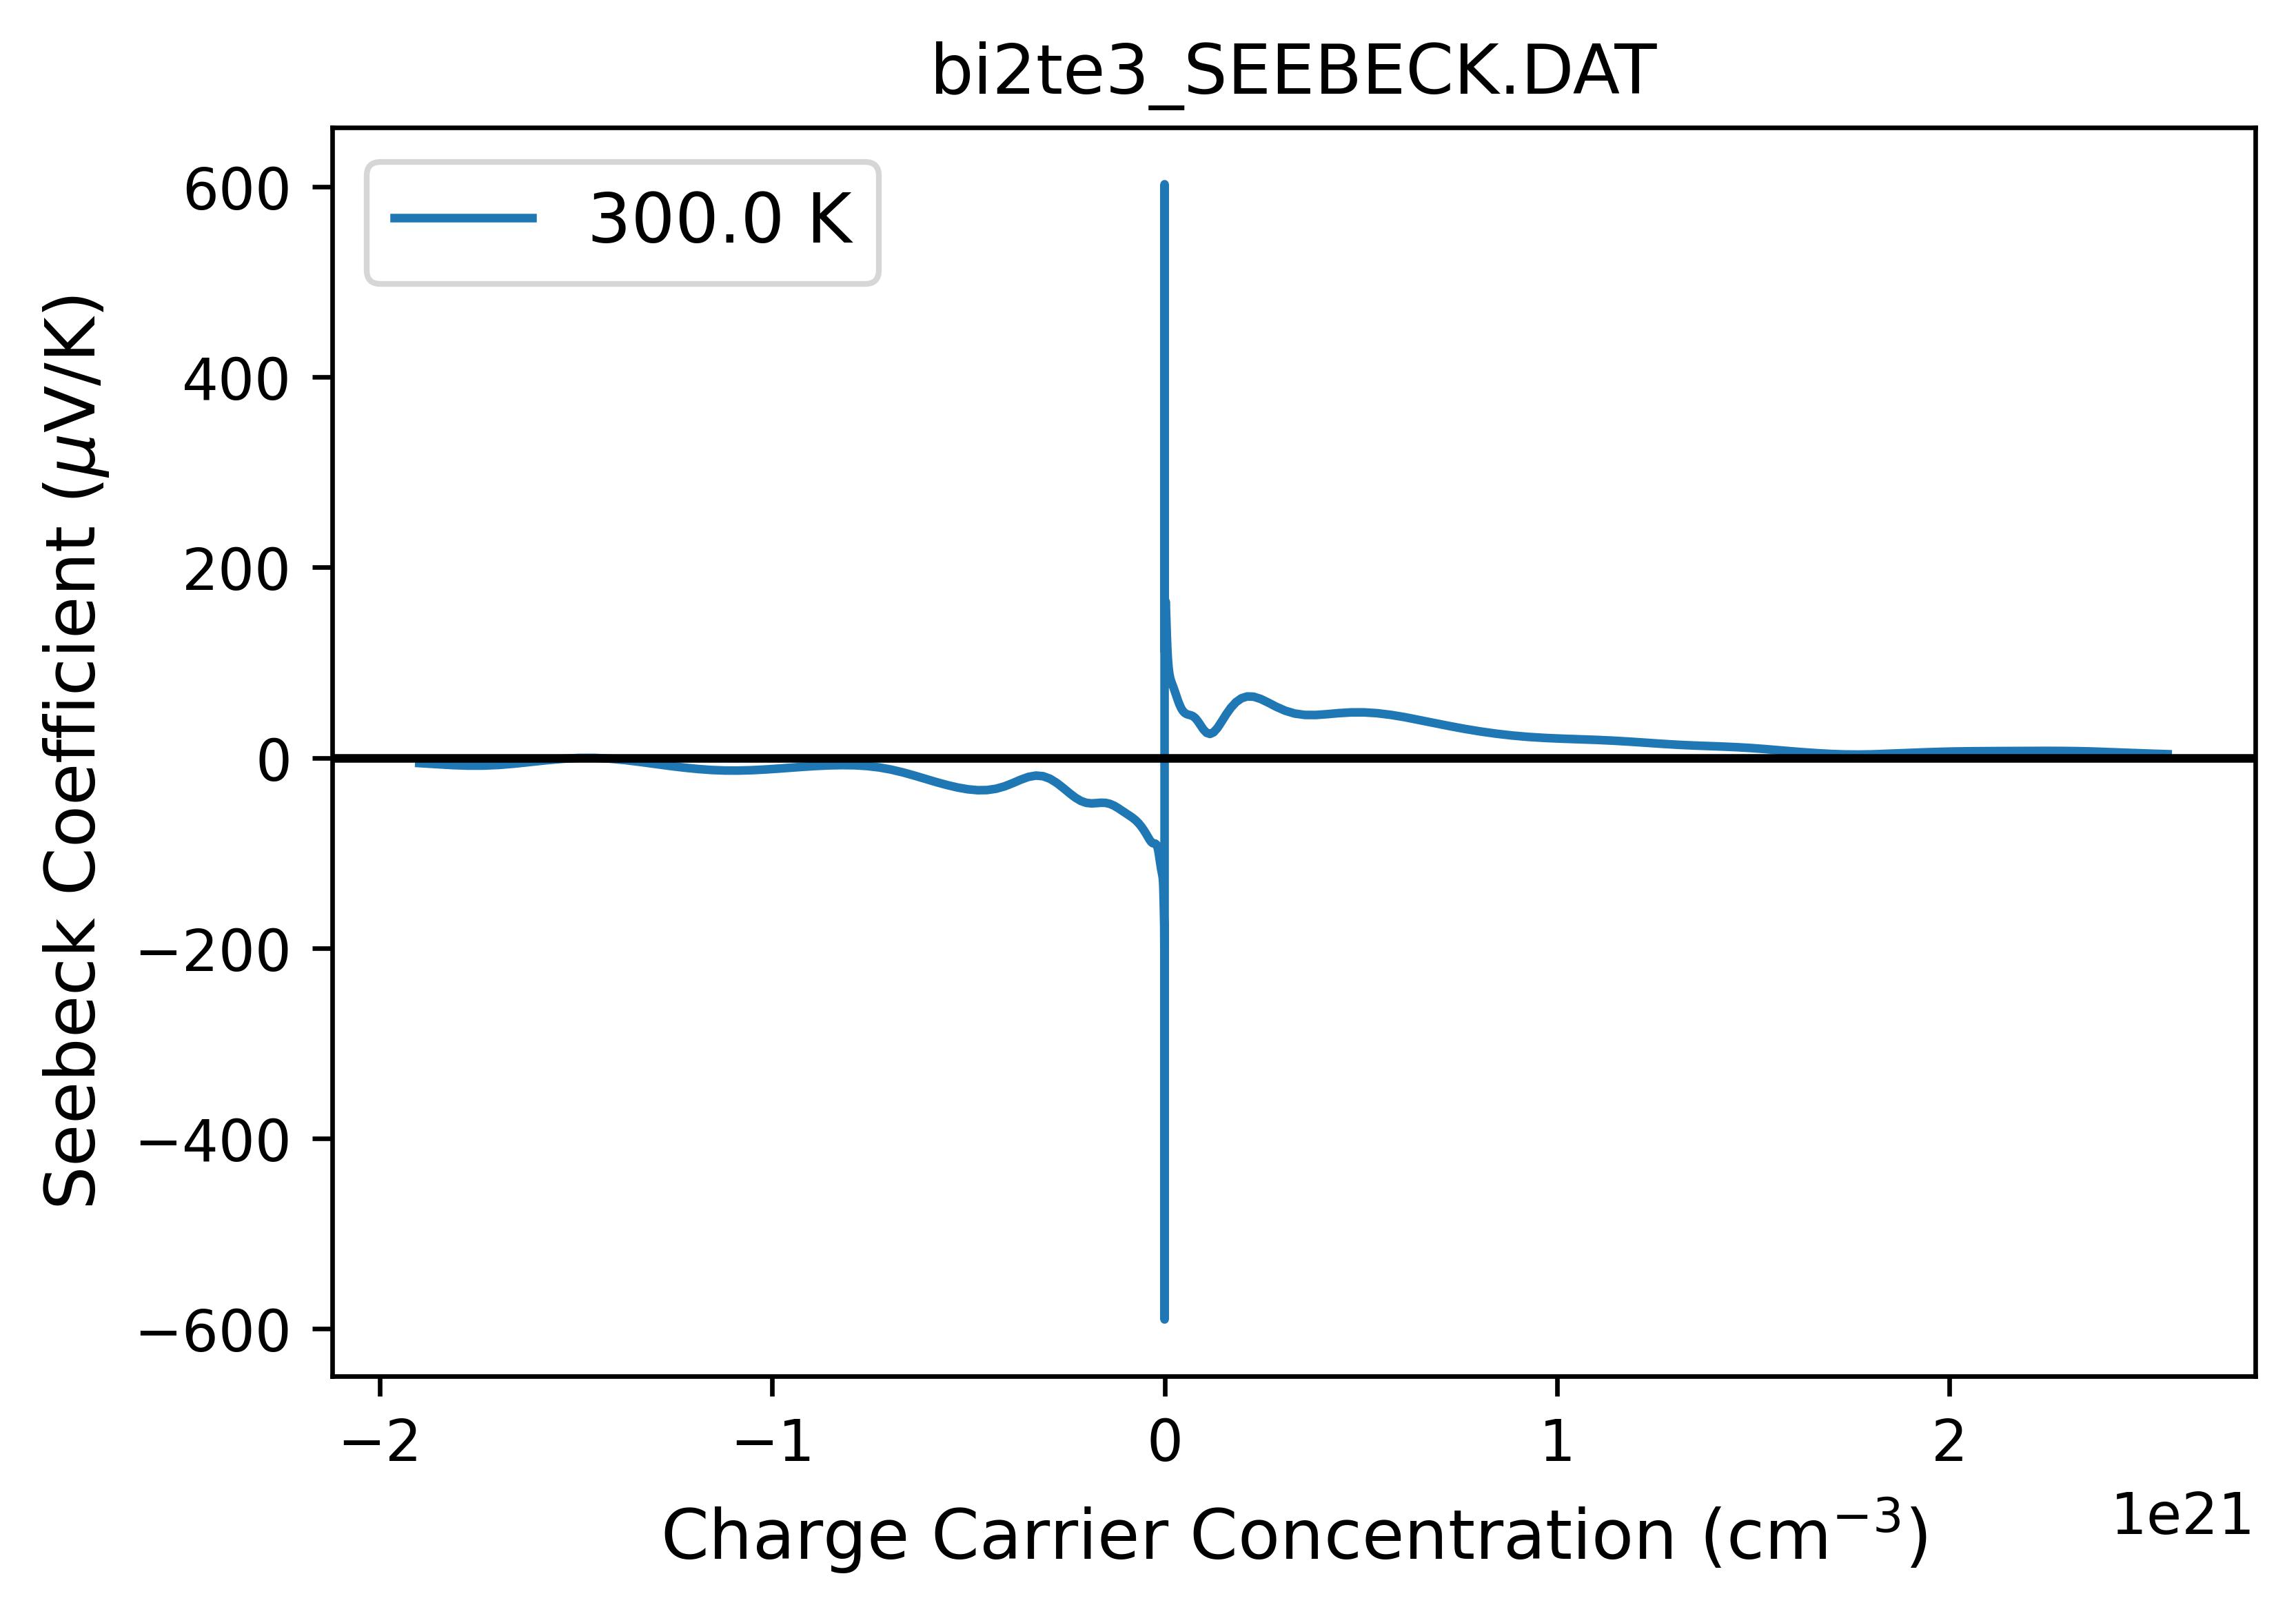 bi2te3_SEEBECK.DAT
300.0 K
Seebeck Coefficient (μV/K)
600
400
200
0
−200
−400
−600
−2
−1
0
1
2
1e21
Charge Carrier Concentration (cm⁻³)